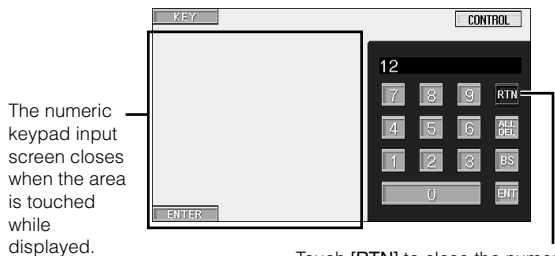 KEY
CONTROL
12
7 8 9 RTN
4 5 6 ALL DEL
1 2 3 BS
0 ENT
ENTER
The numeric
keypad input
screen closes
when the area
is touched
while
displayed.
Touch [RTN] to close the nume